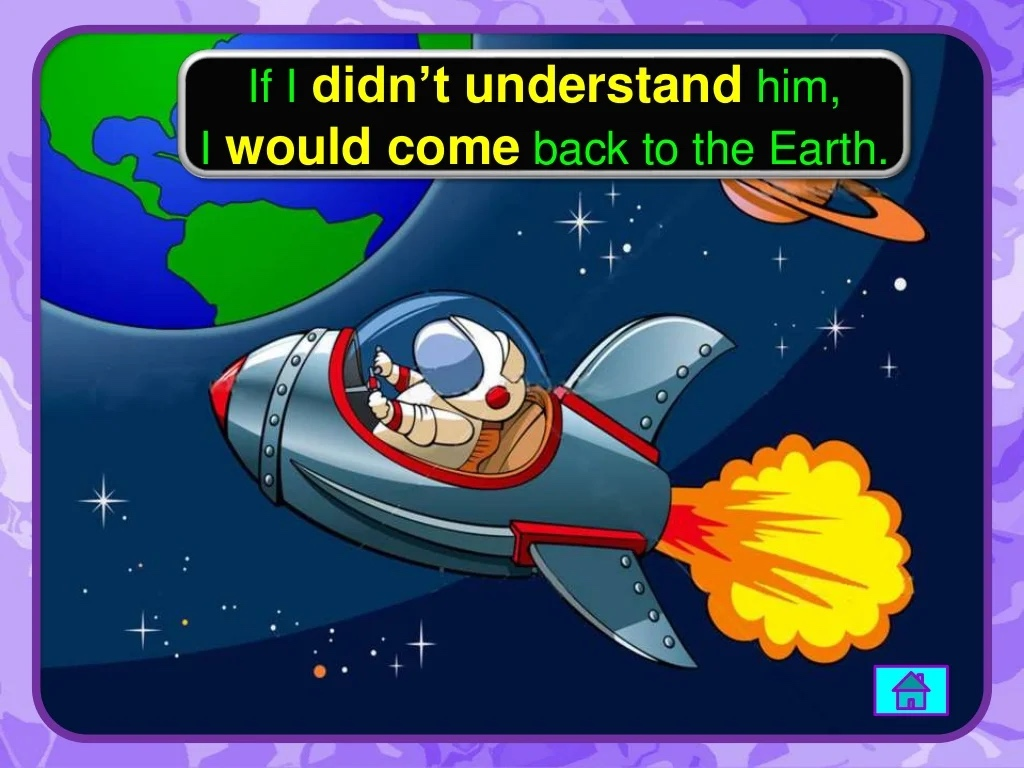 If I didn’t understand him,
I would come back to the Earth.